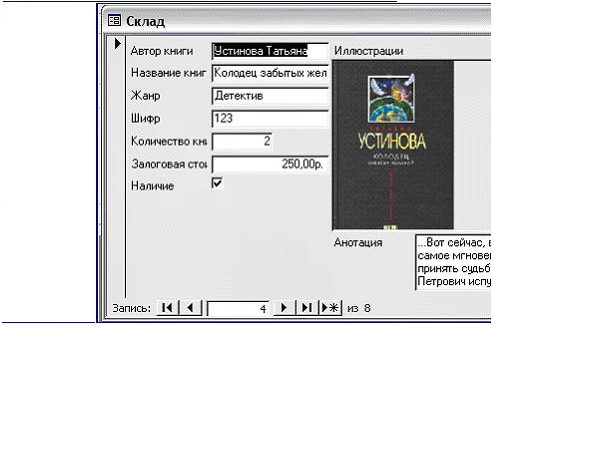 Склад
Автор книги Устинова Татьяна Иллюстрации
Название книг Колодец забытых жел
Жанр Детектив
Шифр 123
Количество кни 2
Залоговая стои 250,00р.
Наличие
УСТИНОВА
КОЛОДЕЦ
Анотация ...Вот сейчас, в
самое мгновен
принять судьб
Петрович испу
Запись: 4 из 8